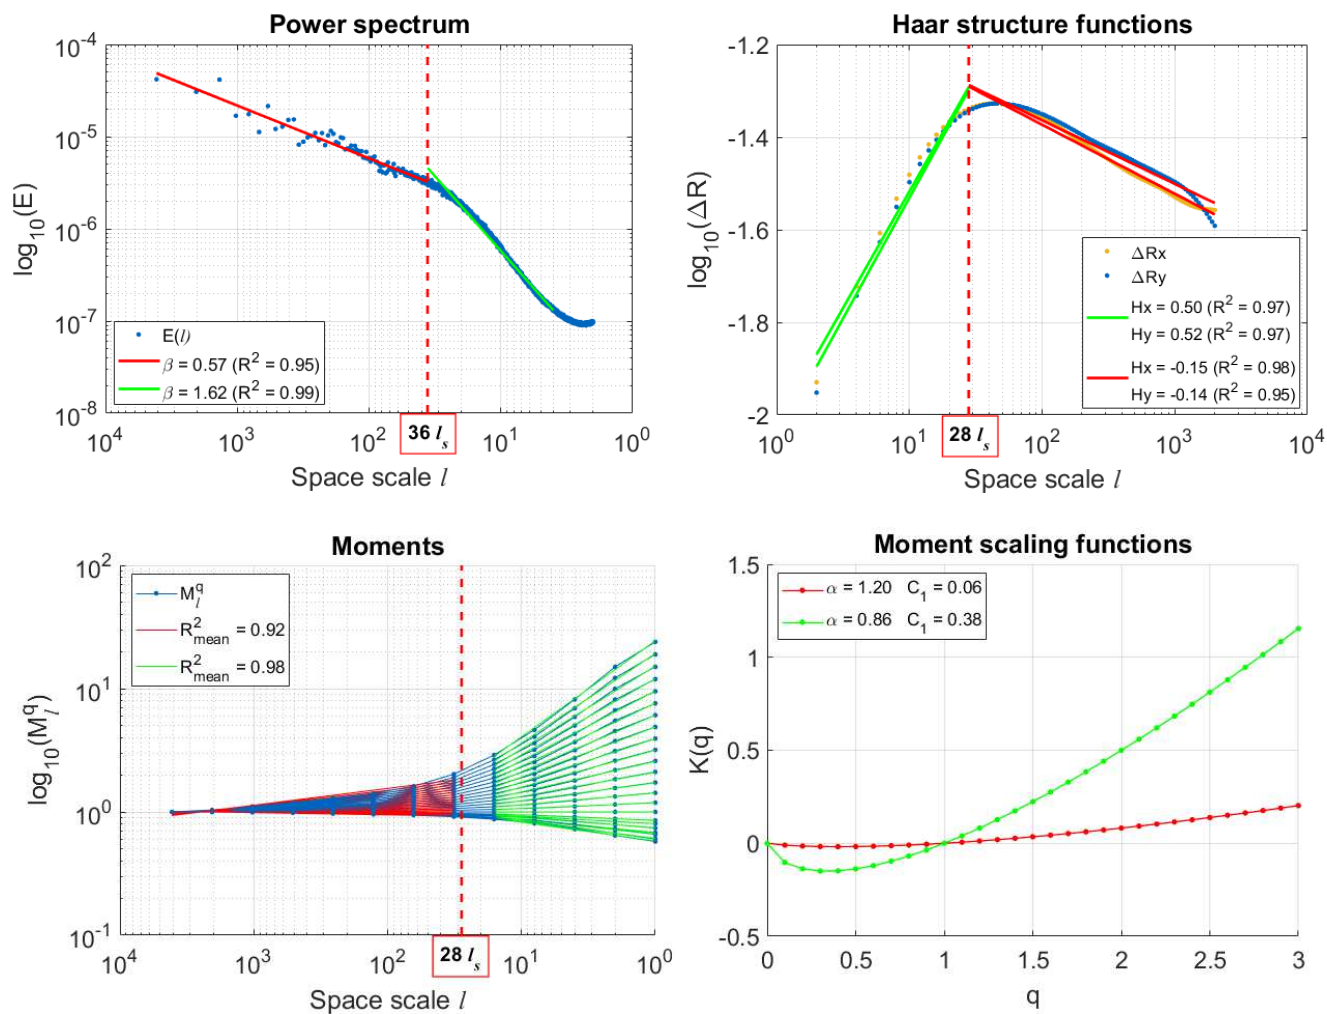 Power spectrum
10^-4
10^-5
10^-6
10^-7
10^-8
log_10(E)
E(l)
β = 0.57 (R^2 = 0.95)
β = 1.62 (R^2 = 0.99)
10^4
10^3
10^2
36 l_s
10^1
10^0
Space scale l
Haar structure functions
-1.2
-1.4
-1.6
-1.8
-2
log_10(ΔR)
ΔRx
ΔRy
Hx = 0.50 (R^2 = 0.97)
Hy = 0.52 (R^2 = 0.97)
Hx = -0.15 (R^2 = 0.98)
Hy = -0.14 (R^2 = 0.95)
10^0
10^1
28 l_s
10^2
10^3
10^4
Space scale l
Moments
10^2
10^1
10^0
10^-1
log_10(M_l^q)
M_l^q
R^2_mean = 0.92
R^2_mean = 0.98
10^4
10^3
10^2
28 l_s
10^1
10^0
Space scale l
Moment scaling functions
1.5
1
0.5
0
-0.5
K(q)
α = 1.20 C_1 = 0.06
α = 0.86 C_1 = 0.38
0
0.5
1
1.5
2
2.5
3
q